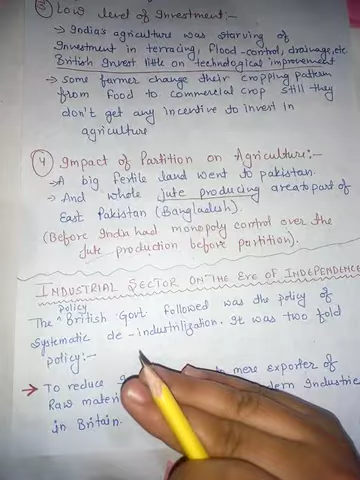 ③ Low level of Investment:-
→ India's agriculture was starving of
Investment in terracing, flood-control, drainage, etc
British Invest little on technological improvement
→ Some farmer change their cropping pattern
from food to commercial crop still they
don't get any incentive to invest in
agriculture
④ Impact of Partition on Agriculture:-
→ A big fertile land went to pakistan.
→ And whole jute producing area to part of
East Pakistan (Bangladesh).
(Before India had monopoly control over the
Jute production before partition).
INDUSTRIAL SECTOR ON THE EVE OF INDEPENDENCE
policy
The ^ British Govt followed was the policy of
Systematic de-industrilization. It was two fold
policy:-
→ To reduce mere exporter of
Raw mater Industrie
in Britain.